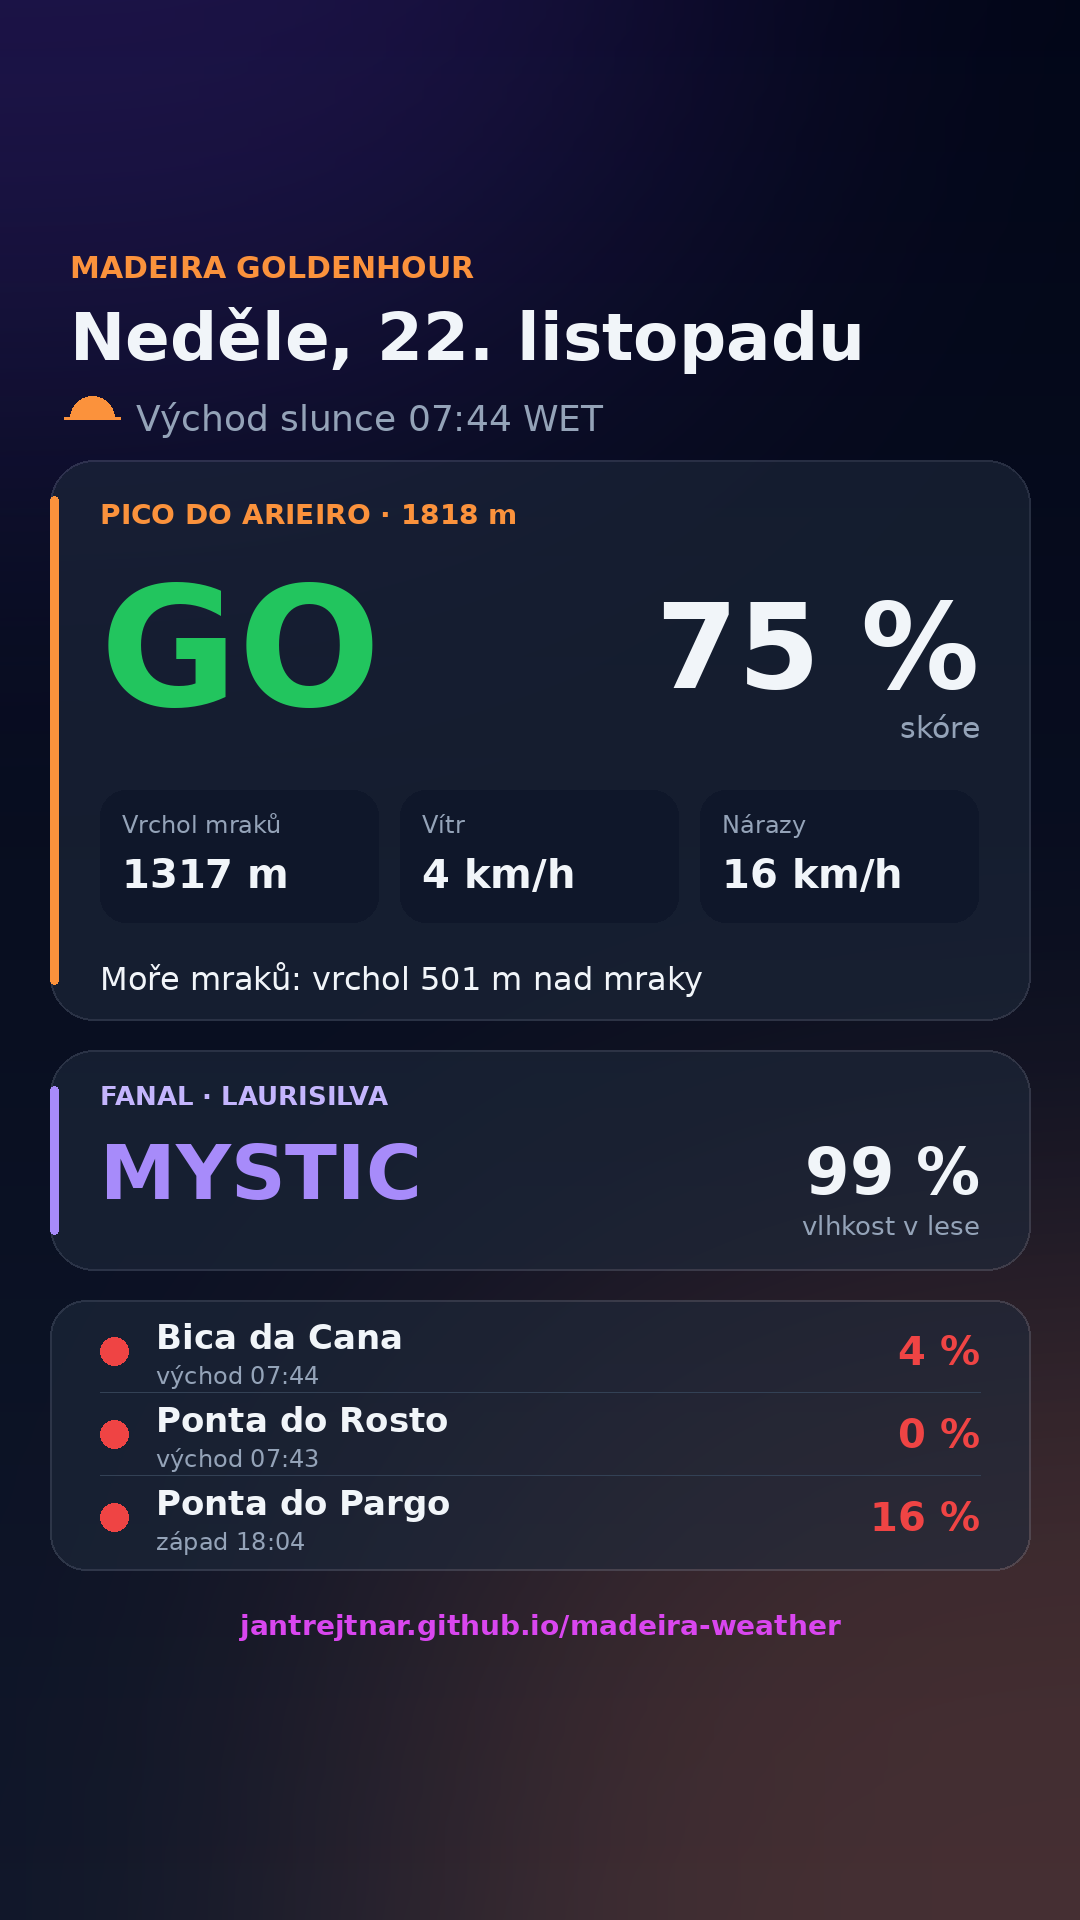 MADEIRA GOLDENHOUR
Neděle, 22. listopadu
Východ slunce 07:44 WET
PICO DO ARIEIRO · 1818 m
GO
75 %
skóre
Vrchol mraků
1317 m
Vítr
4 km/h
Nárazy
16 km/h
Moře mraků: vrchol 501 m nad mraky
FANAL · LAURISILVA
MYSTIC
99 %
vlhkost v lese
Bica da Cana
východ 07:44
4 %
Ponta do Rosto
východ 07:43
0 %
Ponta do Pargo
západ 18:04
16 %
jantrejtnar.github.io/madeira-weather